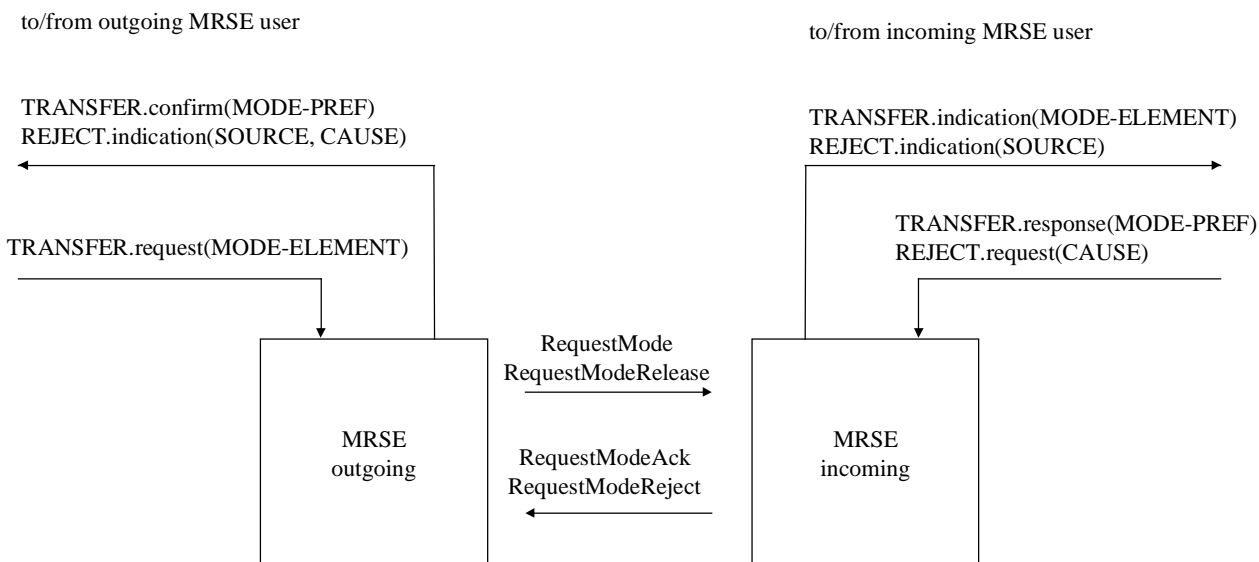 to/from outgoing MRSE user
to/from incoming MRSE user
TRANSFER.confirm(MODE-PREF)
REJECT.indication(SOURCE, CAUSE)
TRANSFER.indication(MODE-ELEMENT)
REJECT.indication(SOURCE)
TRANSFER.request(MODE-ELEMENT)
TRANSFER.response(MODE-PREF)
REJECT.request(CAUSE)
RequestMode
RequestModeRelease
MRSE
outgoing
RequestModeAck
RequestModeReject
MRSE
incoming